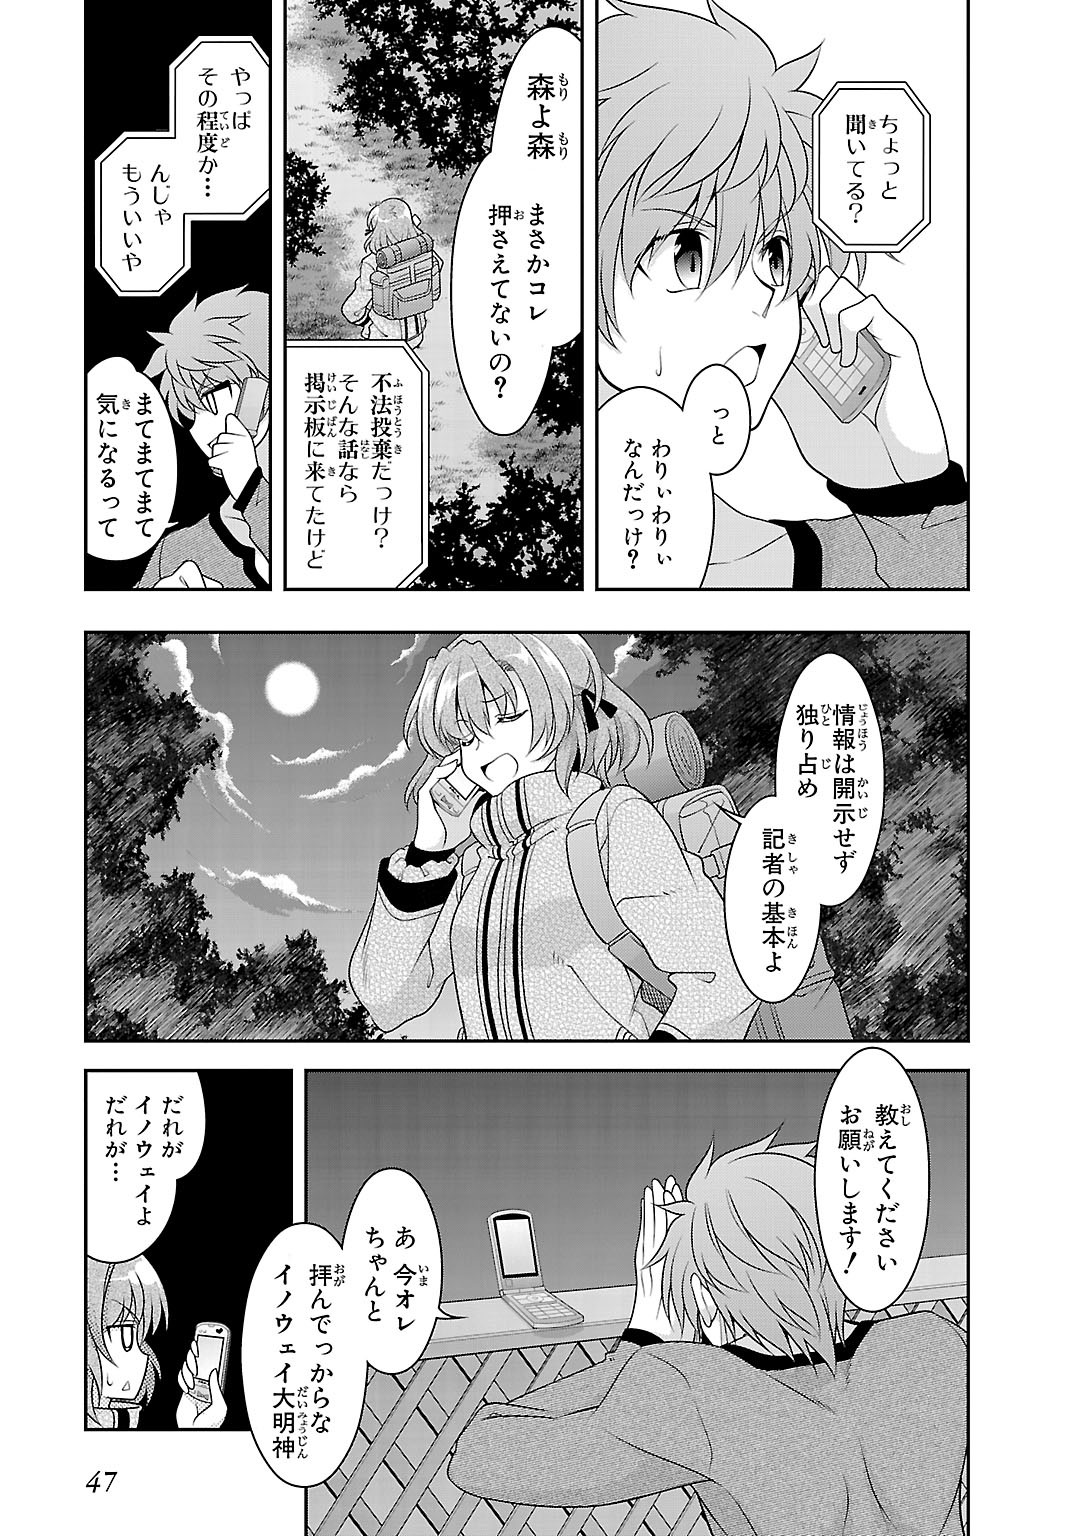 ちょっと
聞いてる?
っと
わりぃわりぃ
なんだっけ?
森よ森
まさかコレ
押さえてないの?
不法投棄だっけ?
そんな話なら
掲示板に来てたけど
やっぱ
その程度か…
んじゃ
もういいや
まてまてまて
気になるって
情報は開示せず
独り占め
記者の基本よ
教えてください
お願いします!
あ 今オレ
ちゃんと
拝んでっからな
イノウェイ大明神
だれが
イノウェイよ
だれが…
47